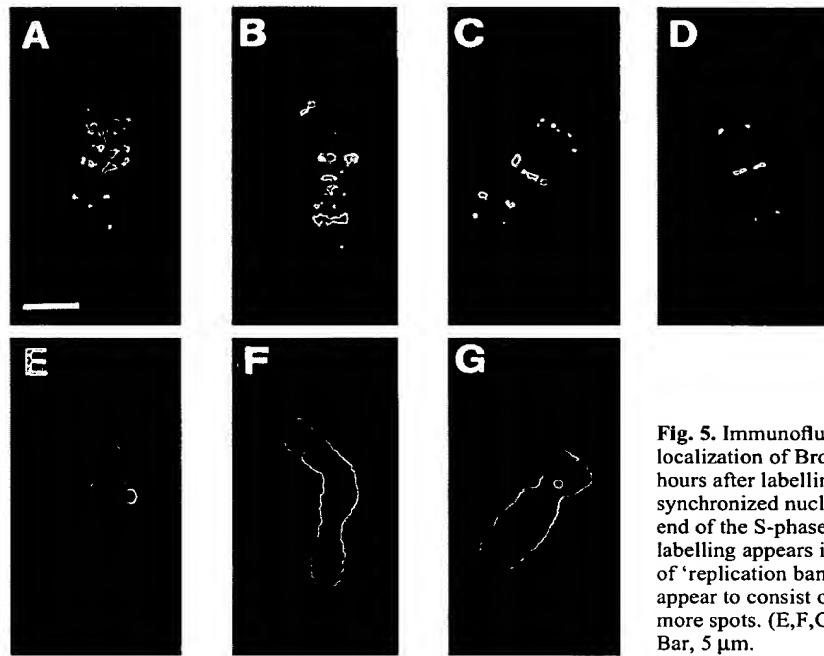 A
B
C
D
E
F
G
Fig. 5. Immunoflu
localization of Bro
hours after labellin
synchronized nucl
end of the S-phase
labelling appears i
of ‘replication ban
appear to consist o
more spots. (E,F,G
Bar, 5 μm.